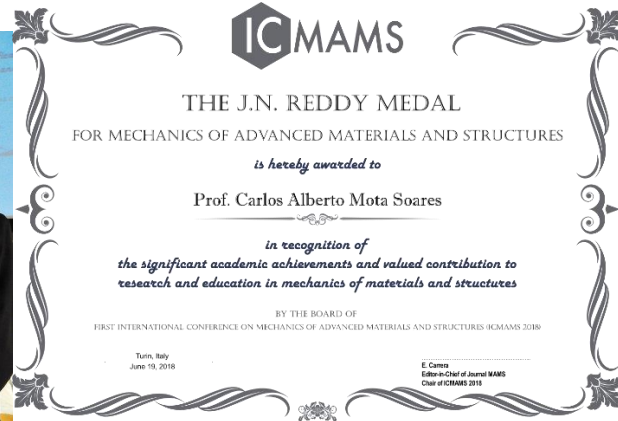 ICMAMS
THE J.N. REDDY MEDAL
FOR MECHANICS OF ADVANCED MATERIALS AND STRUCTURES
is hereby awarded to
Prof. Carlos Alberto Mota Soares
in recognition of
the significant academic achievements and valued contribution to
research and education in mechanics of materials and structures
BY THE BOARD OF
FIRST INTERNATIONAL CONFERENCE ON MECHANICS OF ADVANCED MATERIALS AND STRUCTURES (ICMAMS 2018)
Turin, Italy
June 19, 2018
E. Carrera
Editor-in-Chief of Journal MAMS
Chair of ICMAMS 2018